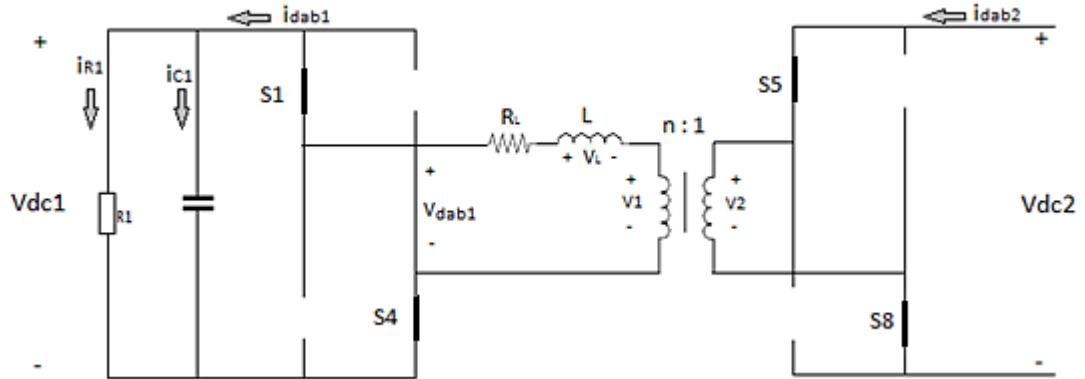 idab1
idab2
+
+
iR1
iC1
S1
S5
RL
L
n : 1
+ VL -
+
+
+
Vdc1
R1
Vdab1
V1
V2
Vdc2
-
-
-
S4
S8
-
-